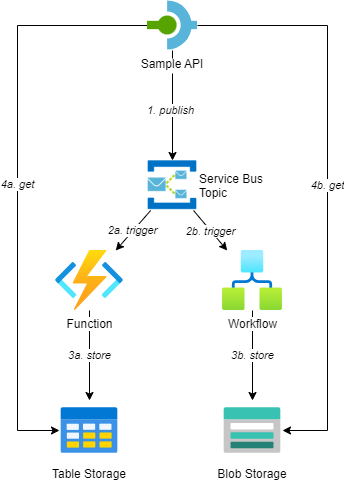 Sample API
1. publish
4a. get
4b. get
Service Bus
Topic
2a. trigger
2b. trigger
Function
Workflow
3a. store
3b. store
Table Storage
Blob Storage